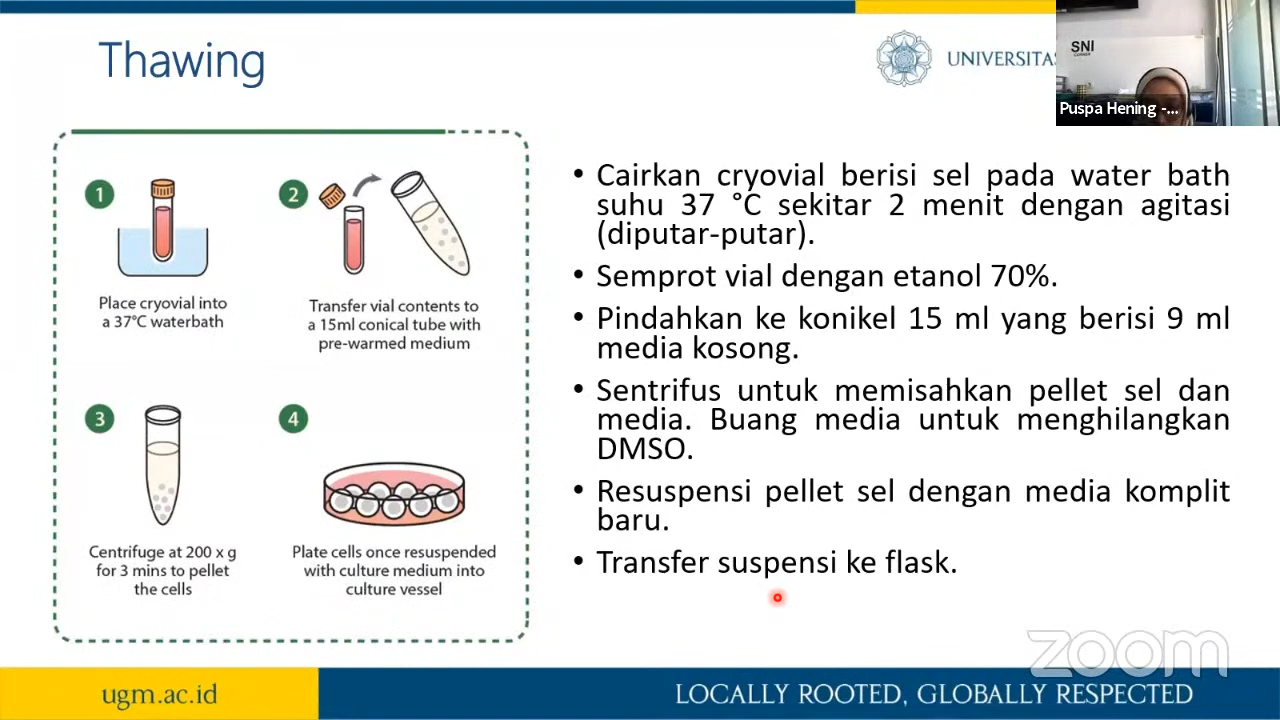 Thawing
UNIVERSITAS
SNI
Puspa Hening -...
1
Place cryovial into
a 37°C waterbath
2
Transfer vial contents to
a 15ml conical tube with
pre-warmed medium
3
Centrifuge at 200 x g
for 3 mins to pellet
the cells
4
Plate cells once resuspended
with culture medium into
culture vessel
• Cairkan cryovial berisi sel pada water bath
suhu 37 °C sekitar 2 menit dengan agitasi
(diputar-putar).
• Semprot vial dengan etanol 70%.
• Pindahkan ke konikel 15 ml yang berisi 9 ml
media kosong.
• Sentrifus untuk memisahkan pellet sel dan
media. Buang media untuk menghilangkan
DMSO.
• Resuspensi pellet sel dengan media komplit
baru.
• Transfer suspensi ke flask.
zoom
ugm.ac.id
LOCALLY ROOTED, GLOBALLY RESPECTED